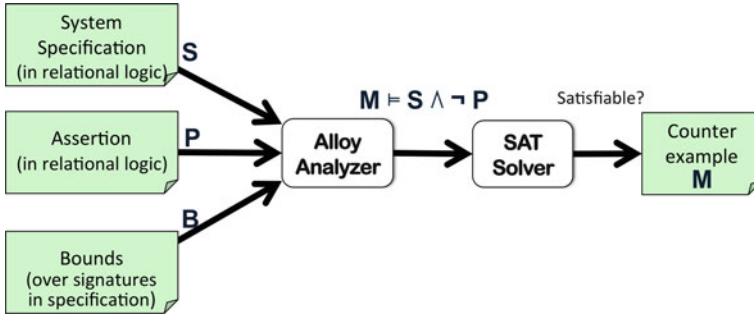 System
Specification
(in relational logic)
S
Assertion
(in relational logic)
P
Bounds
(over signatures
in specification)
B
Alloy
Analyzer
M ⊨ S ∧ ¬ P
SAT
Solver
Satisfiable?
Counter
example
M